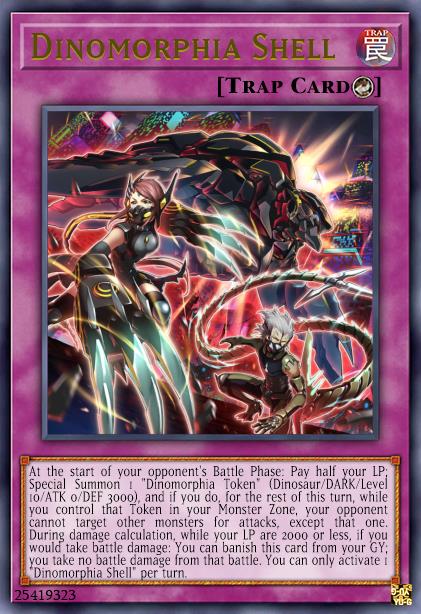 DINOMORPHIA SHELL
TRAP
罠
[TRAP CARD]
At the start of your opponent's Battle Phase: Pay half your LP;
Special Summon 1 "Dinomorphia Token" (Dinosaur/DARK/Level
10/ATK 0/DEF 3000), and if you do, for the rest of this turn, while
you control that Token in your Monster Zone, your opponent
cannot target other monsters for attacks, except that one.
During damage calculation, while your LP are 2000 or less, if you
would take battle damage: You can banish this card from your GY;
you take no battle damage from that battle. You can only activate 1
"Dinomorphia Shell" per turn.
25419323